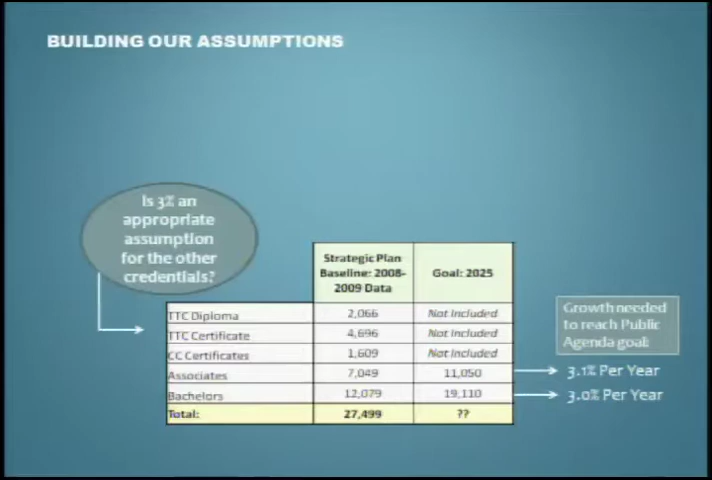 BUILDING OUR ASSUMPTIONS
Is 3% an
appropriate
assumption
for the other
credentials?
Strategic Plan
Baseline: 2008-
2009 Data
Goal: 2025
TTC Diploma 2,066 Not Included
TTC Certificate 4,696 Not Included
CC Certificates 1,609 Not Included
Associates 7,049 11,050
Bachelors 12,079 19,110
Total: 27,499 ??
Growth needed
to reach Public
Agenda goal:
3.1% Per Year
3.0% Per Year